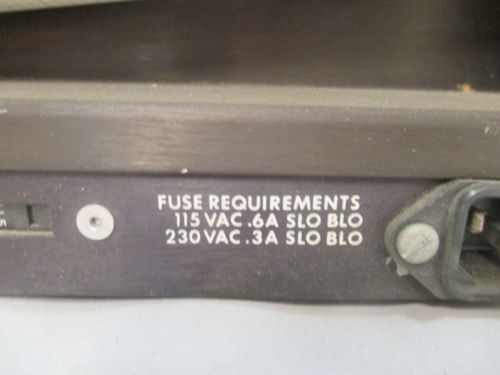 FUSE REQUIREMENTS
115 VAC .6A SLO BLO
230 VAC .3A SLO BLO